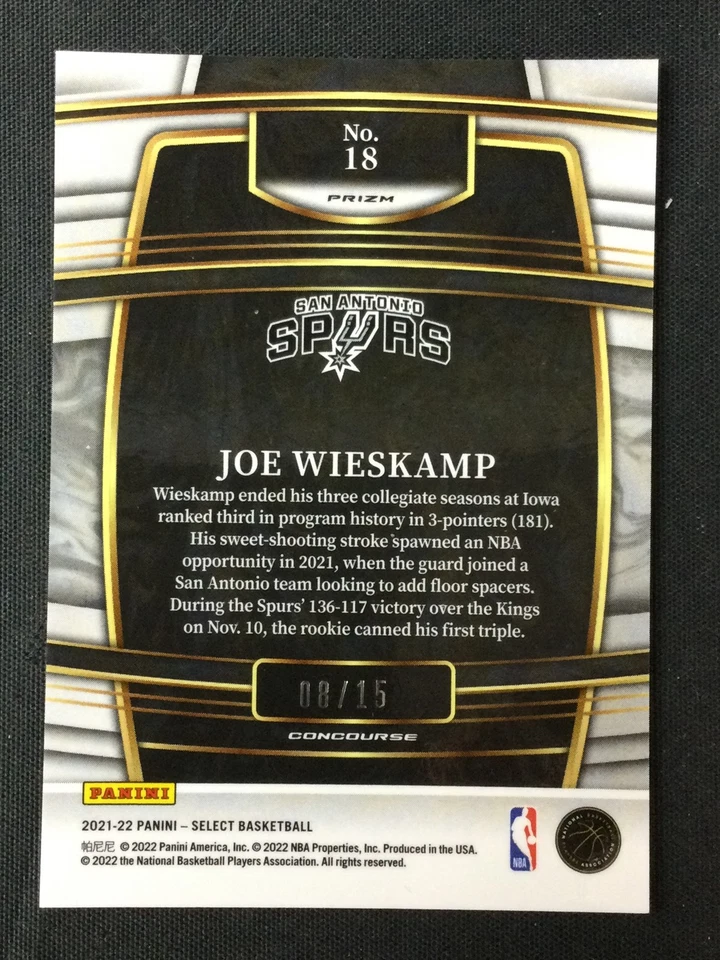 No.
18
PRIZM
SAN ANTONIO
SPURS
JOE WIESKAMP
Wieskamp ended his three collegiate seasons at Iowa
ranked third in program history in 3-pointers (181).
His sweet-shooting stroke spawned an NBA
opportunity in 2021, when the guard joined a
San Antonio team looking to add floor spacers.
During the Spurs' 136-117 victory over the Kings
on Nov. 10, the rookie canned his first triple.
08/15
CONCOURSE
PANINI
2021-22 PANINI – SELECT BASKETBALL
帕尼尼 © 2022 Panini America, Inc. © 2022 NBA Properties, Inc. Produced in the USA.
© 2022 the National Basketball Players Association. All rights reserved.
NBA
NATIONAL BASKETBALL
PLAYERS ASSOCIATION